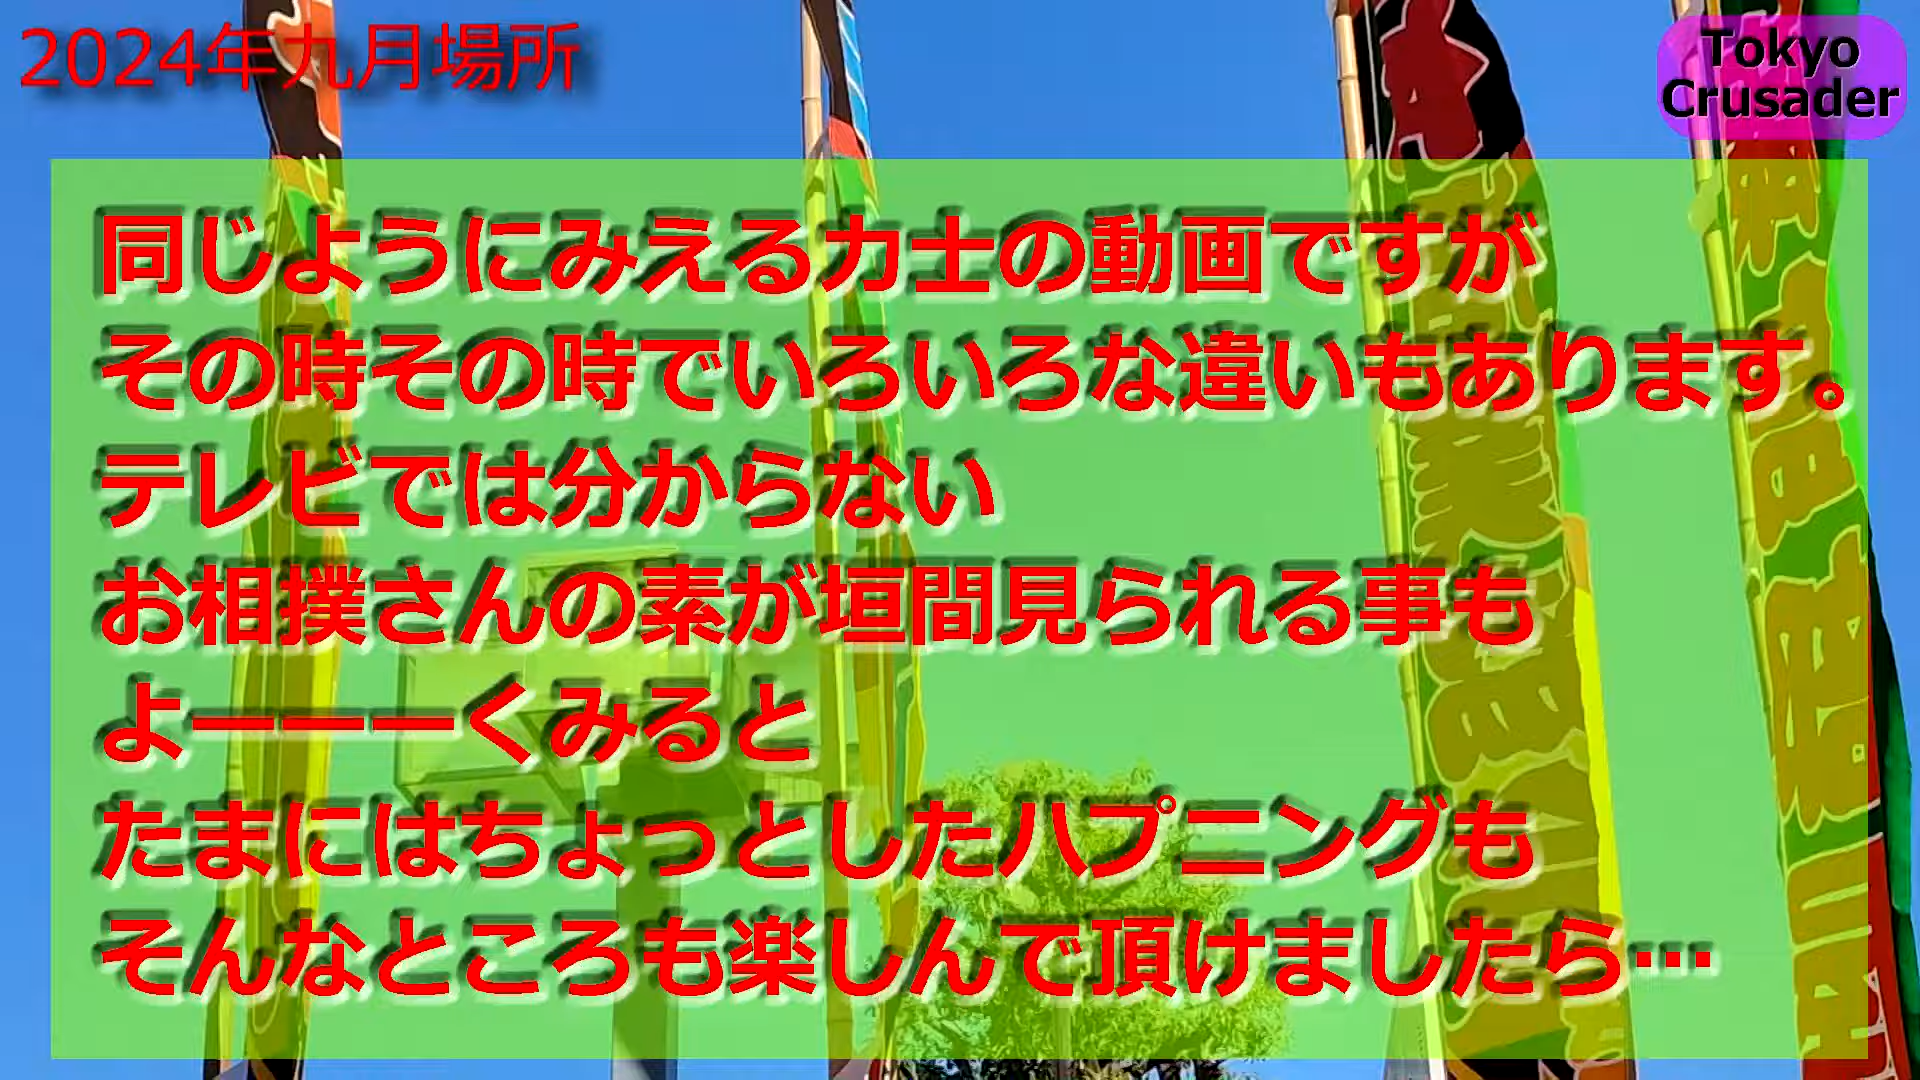 2024年九月場所
Tokyo
Crusader
同じようにみえる力士の動画ですが
その時その時でいろいろな違いもあります。
テレビでは分からない
お相撲さんの素が垣間見られる事も
よーーーくみると
たまにはちょっとしたハプニングも
そんなところも楽しんで頂けましたら…